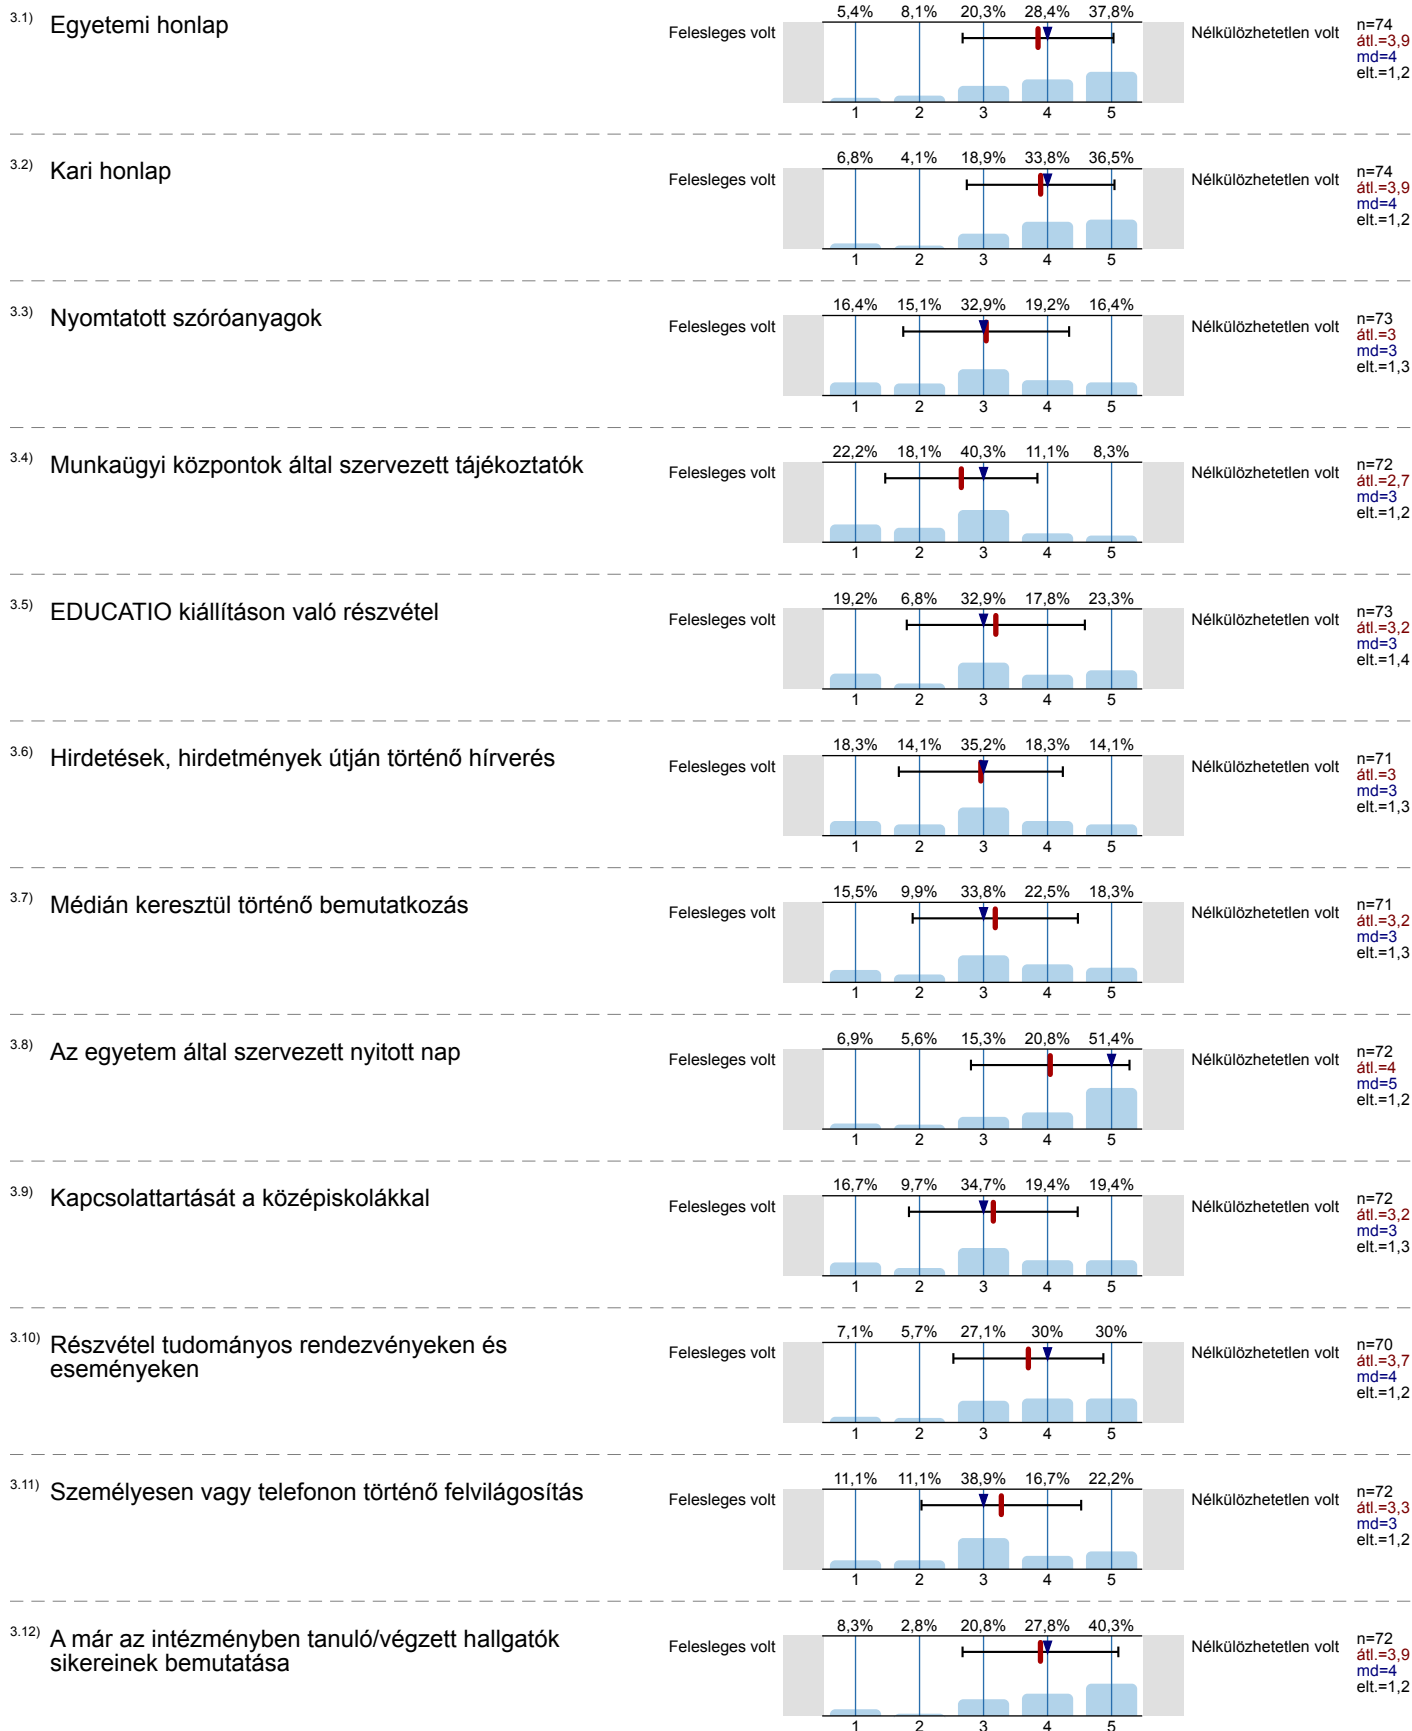 3.1) Egyetemi honlap
Felesleges volt
5,4% 8,1% 20,3% 28,4% 37,8%
1 2 3 4 5
Nélkülözhetetlen volt
n=74
átl.=3,9
md=4
elt.=1,2
3.2) Kari honlap
Felesleges volt
6,8% 4,1% 18,9% 33,8% 36,5%
1 2 3 4 5
Nélkülözhetetlen volt
n=74
átl.=3,9
md=4
elt.=1,2
3.3) Nyomtatott szóróanyagok
Felesleges volt
16,4% 15,1% 32,9% 19,2% 16,4%
1 2 3 4 5
Nélkülözhetetlen volt
n=73
átl.=3
md=3
elt.=1,3
3.4) Munkaügyi központok által szervezett tájékoztatók
Felesleges volt
22,2% 18,1% 40,3% 11,1% 8,3%
1 2 3 4 5
Nélkülözhetetlen volt
n=72
átl.=2,7
md=3
elt.=1,2
3.5) EDUCATIO kiállításon való részvétel
Felesleges volt
19,2% 6,8% 32,9% 17,8% 23,3%
1 2 3 4 5
Nélkülözhetetlen volt
n=73
átl.=3,2
md=3
elt.=1,4
3.6) Hirdetések, hirdetmények útján történő hírverés
Felesleges volt
18,3% 14,1% 35,2% 18,3% 14,1%
1 2 3 4 5
Nélkülözhetetlen volt
n=71
átl.=3
md=3
elt.=1,3
3.7) Médián keresztül történő bemutatkozás
Felesleges volt
15,5% 9,9% 33,8% 22,5% 18,3%
1 2 3 4 5
Nélkülözhetetlen volt
n=71
átl.=3,2
md=3
elt.=1,3
3.8) Az egyetem által szervezett nyitott nap
Felesleges volt
6,9% 5,6% 15,3% 20,8% 51,4%
1 2 3 4 5
Nélkülözhetetlen volt
n=72
átl.=4
md=5
elt.=1,2
3.9) Kapcsolattartását a középiskolákkal
Felesleges volt
16,7% 9,7% 34,7% 19,4% 19,4%
1 2 3 4 5
Nélkülözhetetlen volt
n=72
átl.=3,2
md=3
elt.=1,3
3.10) Részvétel tudományos rendezvényeken és
eseményeken
Felesleges volt
7,1% 5,7% 27,1% 30% 30%
1 2 3 4 5
Nélkülözhetetlen volt
n=70
átl.=3,7
md=4
elt.=1,2
3.11) Személyesen vagy telefonon történő felvilágosítás
Felesleges volt
11,1% 11,1% 38,9% 16,7% 22,2%
1 2 3 4 5
Nélkülözhetetlen volt
n=72
átl.=3,3
md=3
elt.=1,2
3.12) A már az intézményben tanuló/végzett hallgatók
sikereinek bemutatása
Felesleges volt
8,3% 2,8% 20,8% 27,8% 40,3%
1 2 3 4 5
Nélkülözhetetlen volt
n=72
átl.=3,9
md=4
elt.=1,2